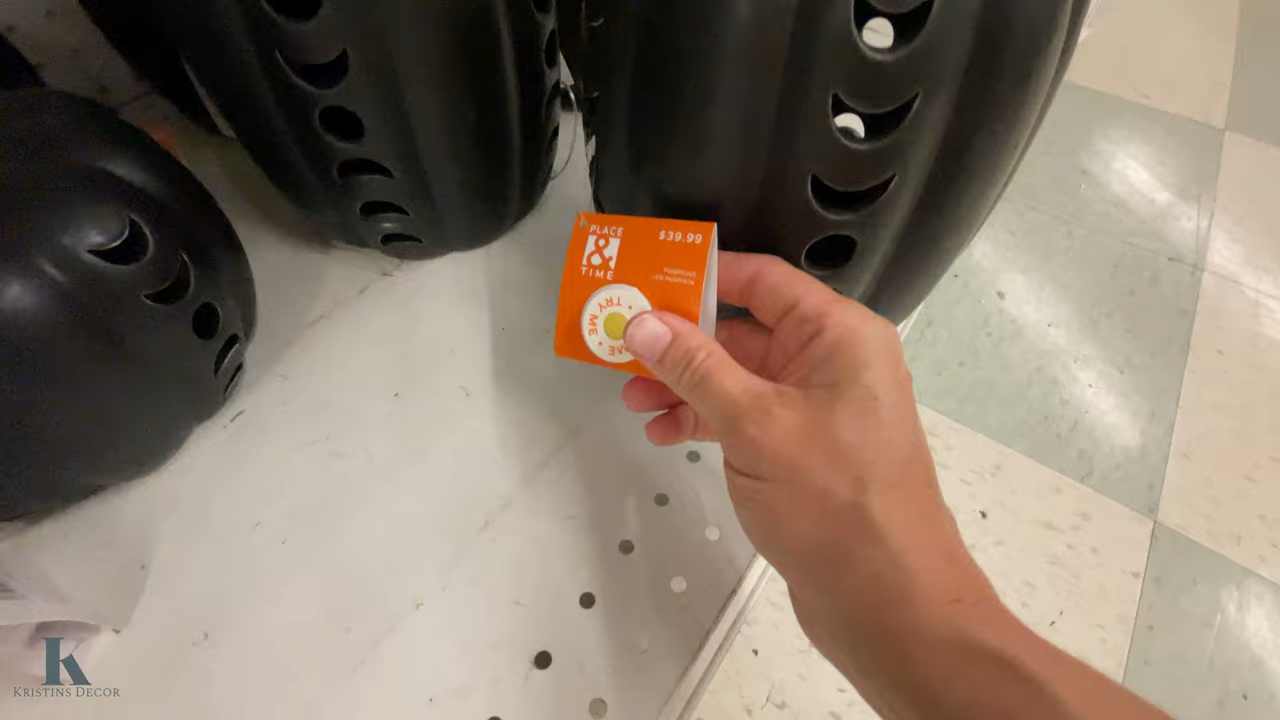 PLACE
&
TIME
$39.99
TRY ME •
K
KRISTINS DECOR